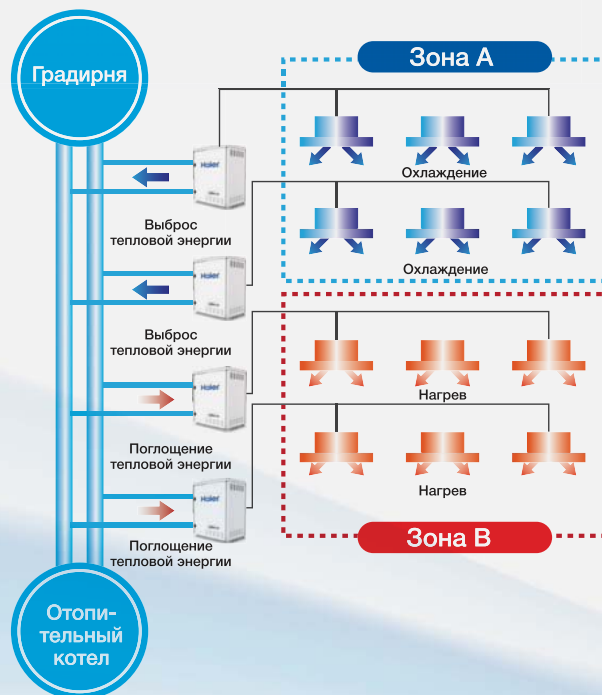 Градирня
Зона А
Haier
Охлаждение
Выброс
тепловой энергии
Haier
Охлаждение
Выброс
тепловой энергии
Haier
Нагрев
Поглощение
тепловой энергии
Haier
Нагрев
Зона В
Поглощение
тепловой энергии
Отопи-
тельный
котел